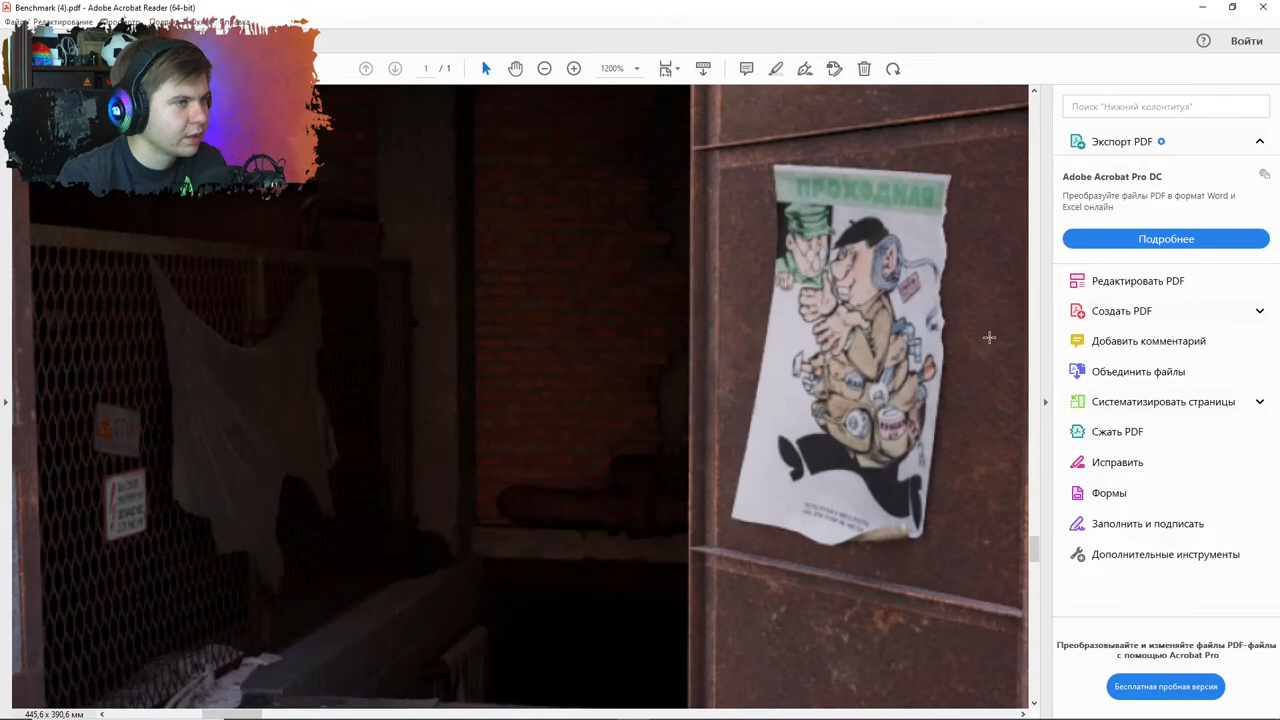 Benchmark (4).pdf - Adobe Acrobat Reader (64-bit)
Файл Редактирование
Справка
1 / 1
1200%
Войти
Поиск "Нижний колонтитул"
Экспорт PDF
Adobe Acrobat Pro DC
Преобразуйте файлы PDF в формат Word и
Excel онлайн
Подробнее
Редактировать PDF
Создать PDF
Добавить комментарий
Объединить файлы
Систематизировать страницы
Сжать PDF
Исправить
Формы
Заполнить и подписать
Дополнительные инструменты
Преобразовывайте и изменяйте файлы PDF-файлы
с помощью Acrobat Pro
Бесплатная пробная версия
ПРОХОДНАЯ
445,6 x 390,6 мм